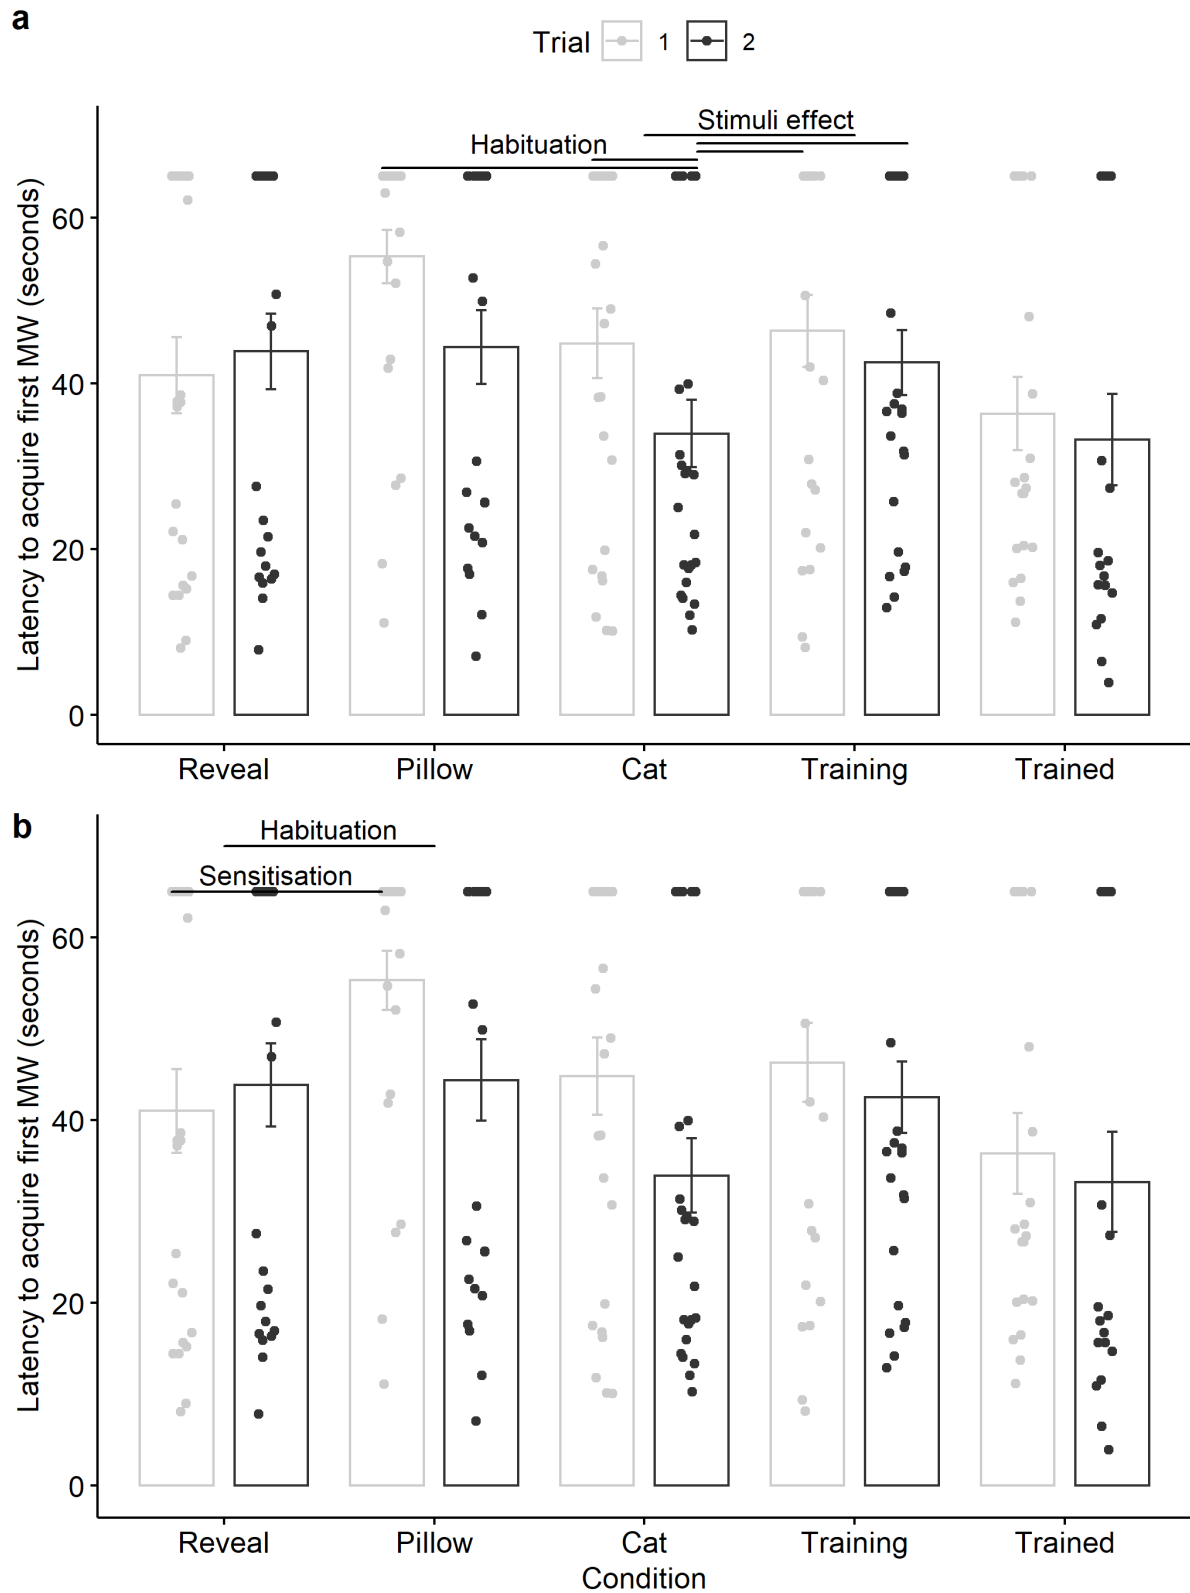 a
Trial 1 2
Stimuli effect
Habituation
Latency to acquire first MW (seconds)
60
40
20
0
Reveal Pillow Cat Training Trained
b
Habituation
Sensitisation
Latency to acquire first MW (seconds)
60
40
20
0
Reveal Pillow Cat Training Trained
Condition